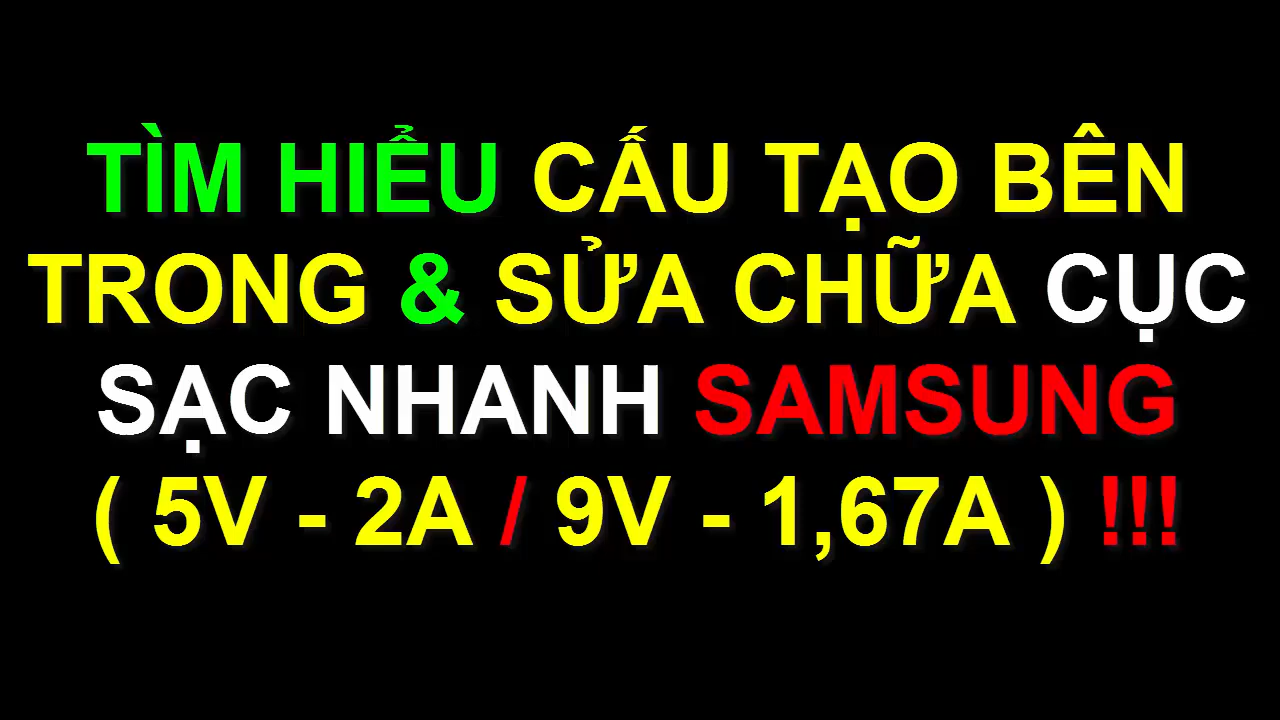 TÌM HIỂU CẤU TẠO BÊN
TRONG & SỬA CHỮA CỤC
SẠC NHANH SAMSUNG
( 5V - 2A / 9V - 1,67A ) !!!